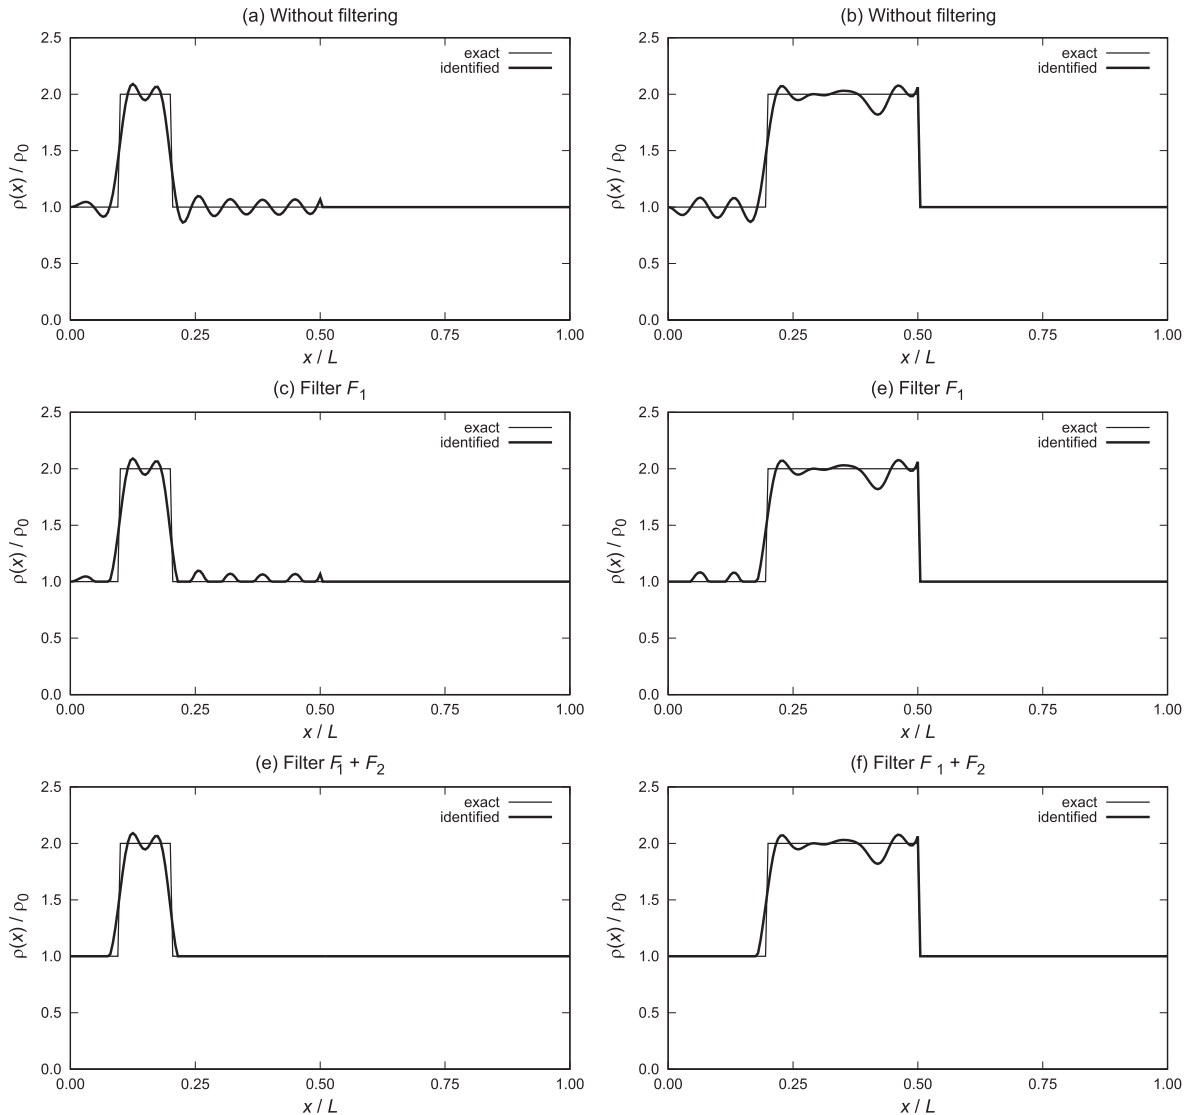 (a) Without filtering
2.5
2.0
1.5
1.0
0.5
0.0
ρ(x) / ρ0
exact
identified
0.00 0.25 0.50 0.75 1.00
x / L
(b) Without filtering
2.5
2.0
1.5
1.0
0.5
0.0
ρ(x) / ρ0
exact
identified
0.00 0.25 0.50 0.75 1.00
x / L
(c) Filter F1
2.5
2.0
1.5
1.0
0.5
0.0
ρ(x) / ρ0
exact
identified
0.00 0.25 0.50 0.75 1.00
x / L
(e) Filter F1
2.5
2.0
1.5
1.0
0.5
0.0
ρ(x) / ρ0
exact
identified
0.00 0.25 0.50 0.75 1.00
x / L
(e) Filter F1 + F2
2.5
2.0
1.5
1.0
0.5
0.0
ρ(x) / ρ0
exact
identified
0.00 0.25 0.50 0.75 1.00
x / L
(f) Filter F1 + F2
2.5
2.0
1.5
1.0
0.5
0.0
ρ(x) / ρ0
exact
identified
0.00 0.25 0.50 0.75 1.00
x / L